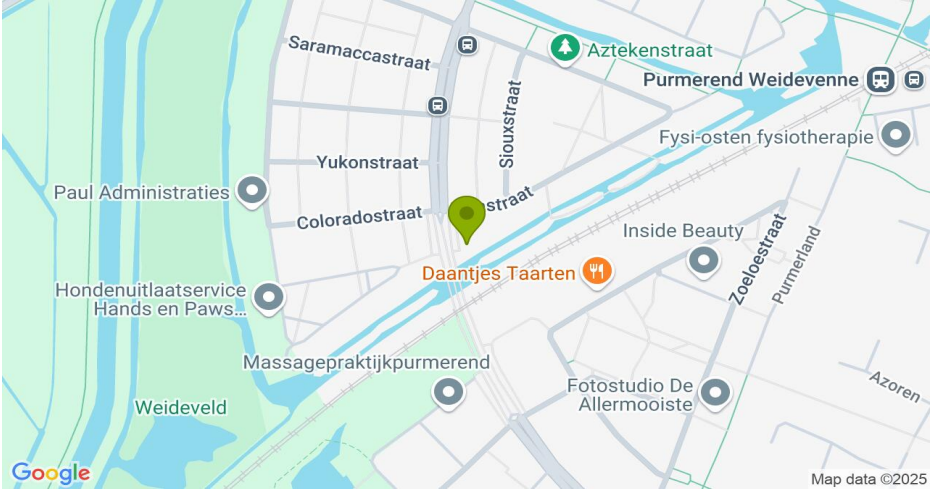 Saramaccastraat
Aztekenstraat
Purmerend Weidevenne
Siouxstraat
Fysi-osten fysiotherapie
Yukonstraat
Paul Administraties
Coloradostraat
straat
Inside Beauty
Daantjes Taarten
Zoeloestraat
Purmerland
Hondenuitlaatservice
Hands en Paws...
Massagepraktijkpurmerend
Fotostudio De
Allermooiste
Azoren
Weideveld
Google
Map data ©2025